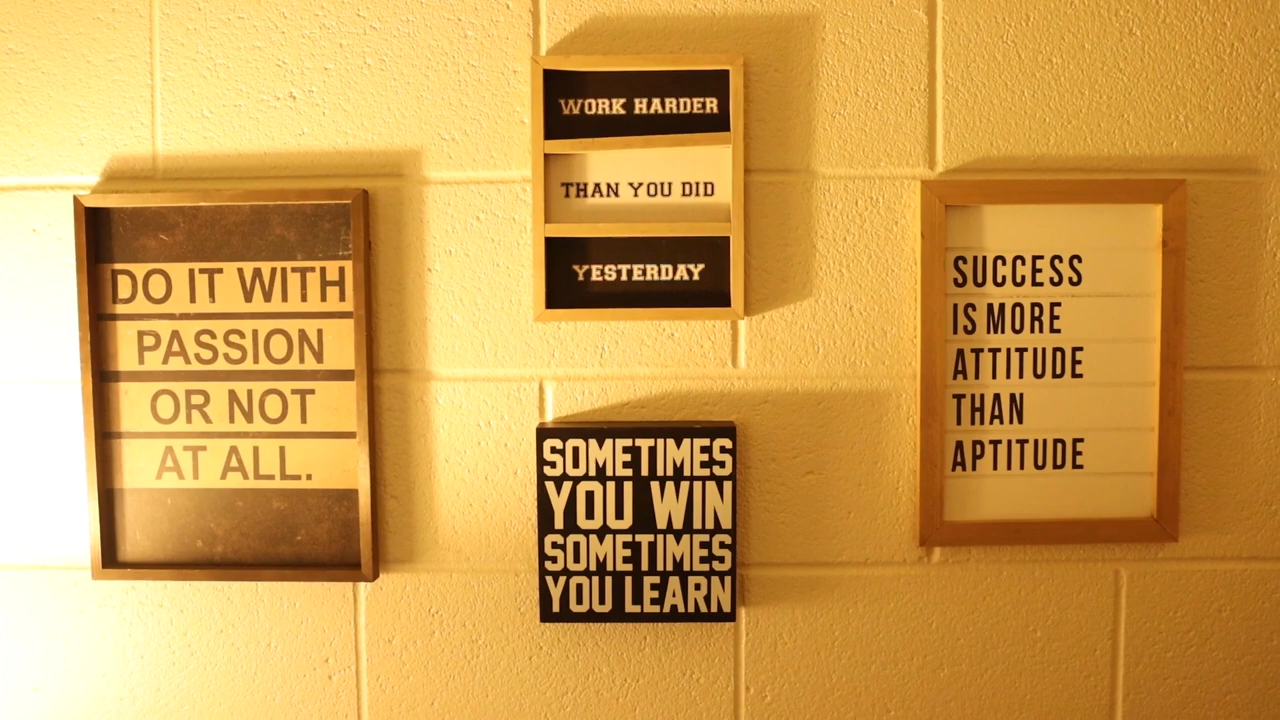 DO IT WITH
PASSION
OR NOT
AT ALL.
WORK HARDER
THAN YOU DID
YESTERDAY
SOMETIMES
YOU WIN
SOMETIMES
YOU LEARN
SUCCESS
IS MORE
ATTITUDE
THAN
APTITUDE